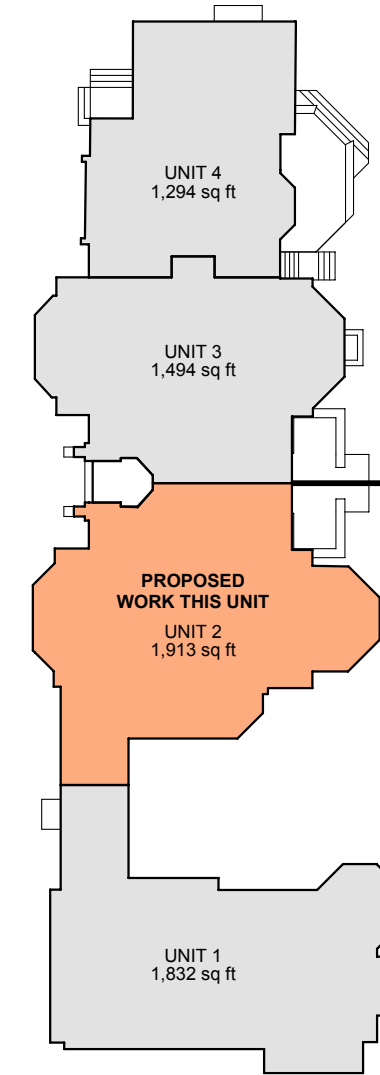 UNIT 4
1,294 sq ft
UNIT 3
1,494 sq ft
PROPOSED
WORK THIS UNIT
UNIT 2
1,913 sq ft
UNIT 1
1,832 sq ft